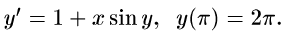 y′ = 1 + x sin y, y(π) = 2π.